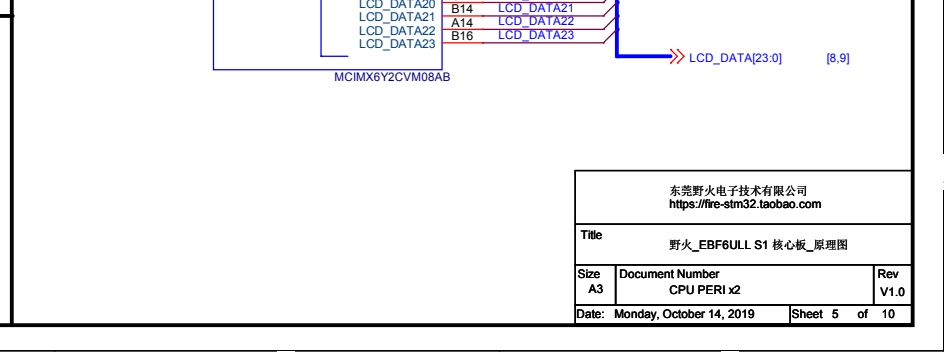 LCD_DATA20
LCD_DATA21 B14 LCD_DATA21
LCD_DATA22 A14 LCD_DATA22
LCD_DATA23 B16 LCD_DATA23
LCD_DATA[23:0] [8,9]
MCIMX6Y2CVM08AB
东莞野火电子技术有限公司
https://fire-stm32.taobao.com
Title
野火_EBF6ULL S1 核心板_原理图
Size Document Number Rev
A3 CPU PERI x2 V1.0
Date: Monday, October 14, 2019 Sheet 5 of 10